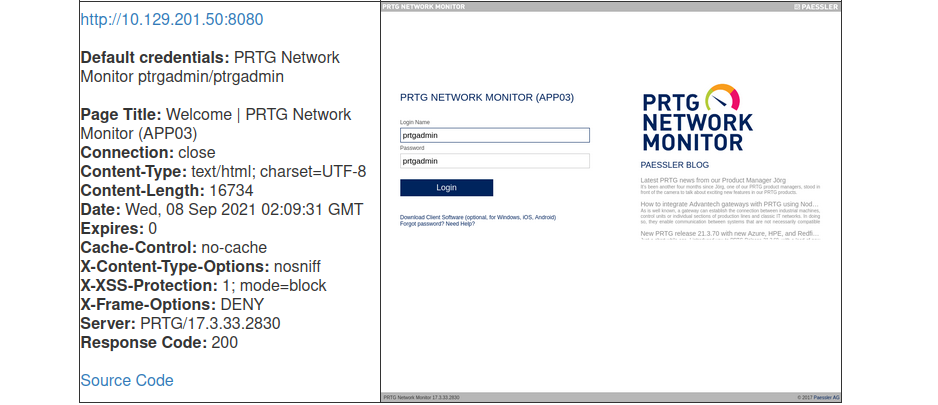 http://10.129.201.50:8080
Default credentials: PRTG Network
Monitor ptrgadmin/ptrgadmin
Page Title: Welcome | PRTG Network
Monitor (APP03)
Connection: close
Content-Type: text/html; charset=UTF-8
Content-Length: 16734
Date: Wed, 08 Sep 2021 02:09:31 GMT
Expires: 0
Cache-Control: no-cache
X-Content-Type-Options: nosniff
X-XSS-Protection: 1; mode=block
X-Frame-Options: DENY
Server: PRTG/17.3.33.2830
Response Code: 200
Source Code
PRTG NETWORK MONITOR
PAESSLER
PRTG NETWORK MONITOR (APP03)
Login Name
prtgadmin
Password
prtgadmin
Login
Download Client Software (optional, for Windows, iOS, Android)
Forgot password? Need Help?
PRTG
NETWORK
MONITOR
PAESSLER BLOG
Latest PRTG news from our Product Manager Jörg
It's been another four months since Jörg, one of our PRTG product managers, stood in
front of the camera to talk about exciting new features in our PRTG products.
How to integrate Advantech gateways with PRTG using Nod...
As is well known, a gateway can establish the connection between industrial machines,
control units or individual sections of production lines and classic IT networks. In doing
so, they enable communication between systems that are not necessarily compatible
New PRTG release 21.3.70 with new Azure, HPE, and Redfi...
PRTG Network Monitor 17.3.33.2830
© 2017 Paessler AG